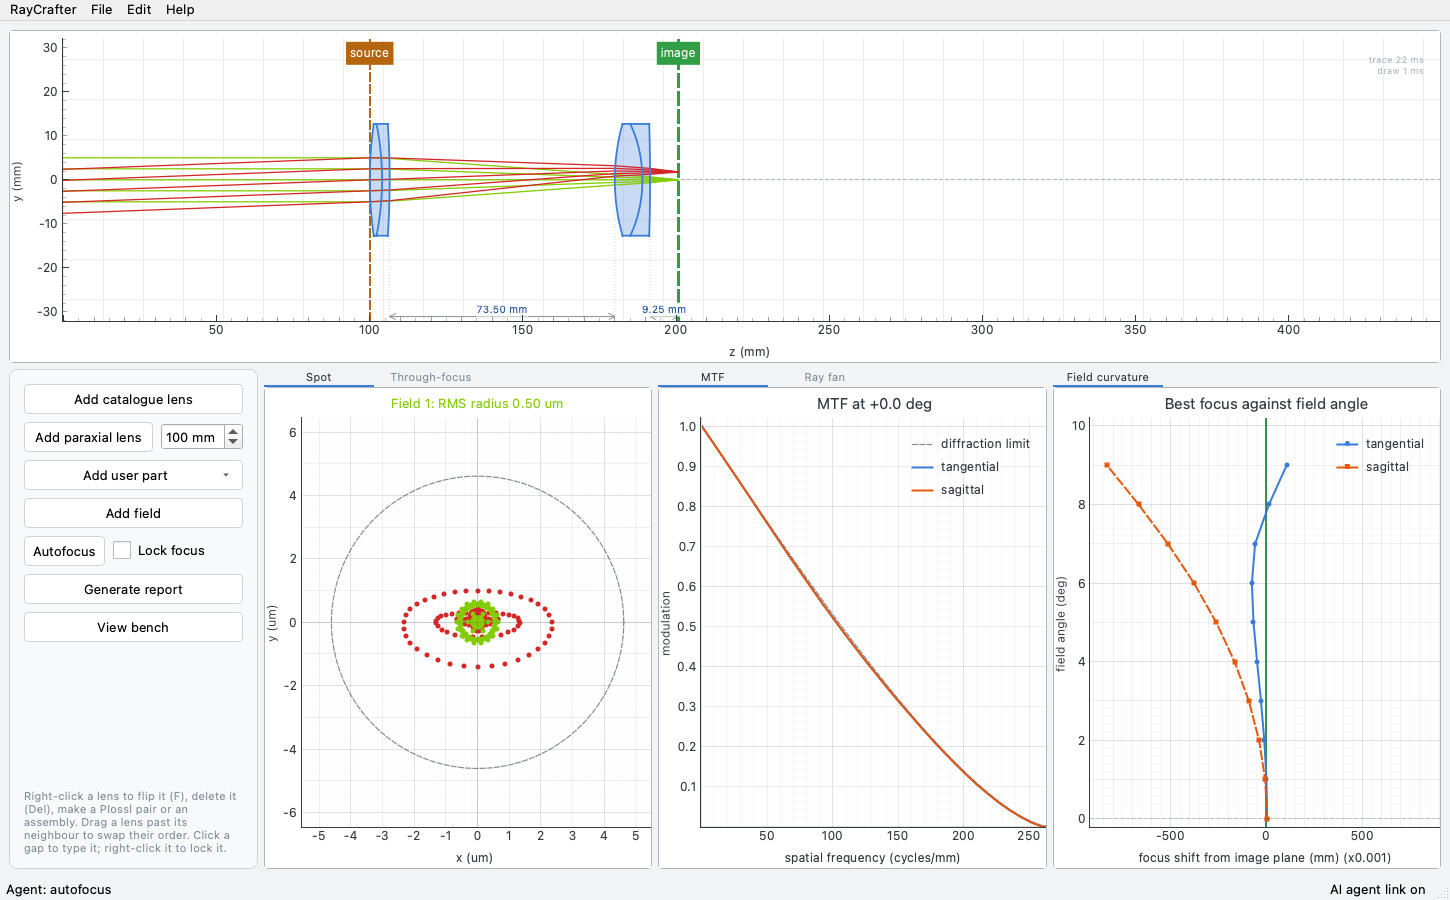 RayCrafter File Edit Help
source
image
trace 22 ms
draw 1 ms
30
20
10
0
-10
-20
-30
y (mm)
73.50 mm
9.25 mm
50 100 150 200 250 300 350 400
z (mm)
Add catalogue lens
Add paraxial lens 100 mm
Add user part
Add field
Autofocus Lock focus
Generate report
View bench
Right-click a lens to flip it (F), delete it
(Del), make a Plossl pair or an
assembly. Drag a lens past its
neighbour to swap their order. Click a
gap to type it; right-click it to lock it.
Spot Through-focus
Field 1: RMS radius 0.50 um
6
4
2
0
-2
-4
-6
y (um)
-5 -4 -3 -2 -1 0 1 2 3 4 5
x (um)
MTF Ray fan
MTF at +0.0 deg
diffraction limit
tangential
sagittal
1.0
0.9
0.8
0.7
0.6
0.5
0.4
0.3
0.2
0.1
modulation
50 100 150 200 250
spatial frequency (cycles/mm)
Field curvature
Best focus against field angle
tangential
sagittal
10
8
6
4
2
0
field angle (deg)
-500 0 500
focus shift from image plane (mm) (x0.001)
Agent: autofocus
AI agent link on